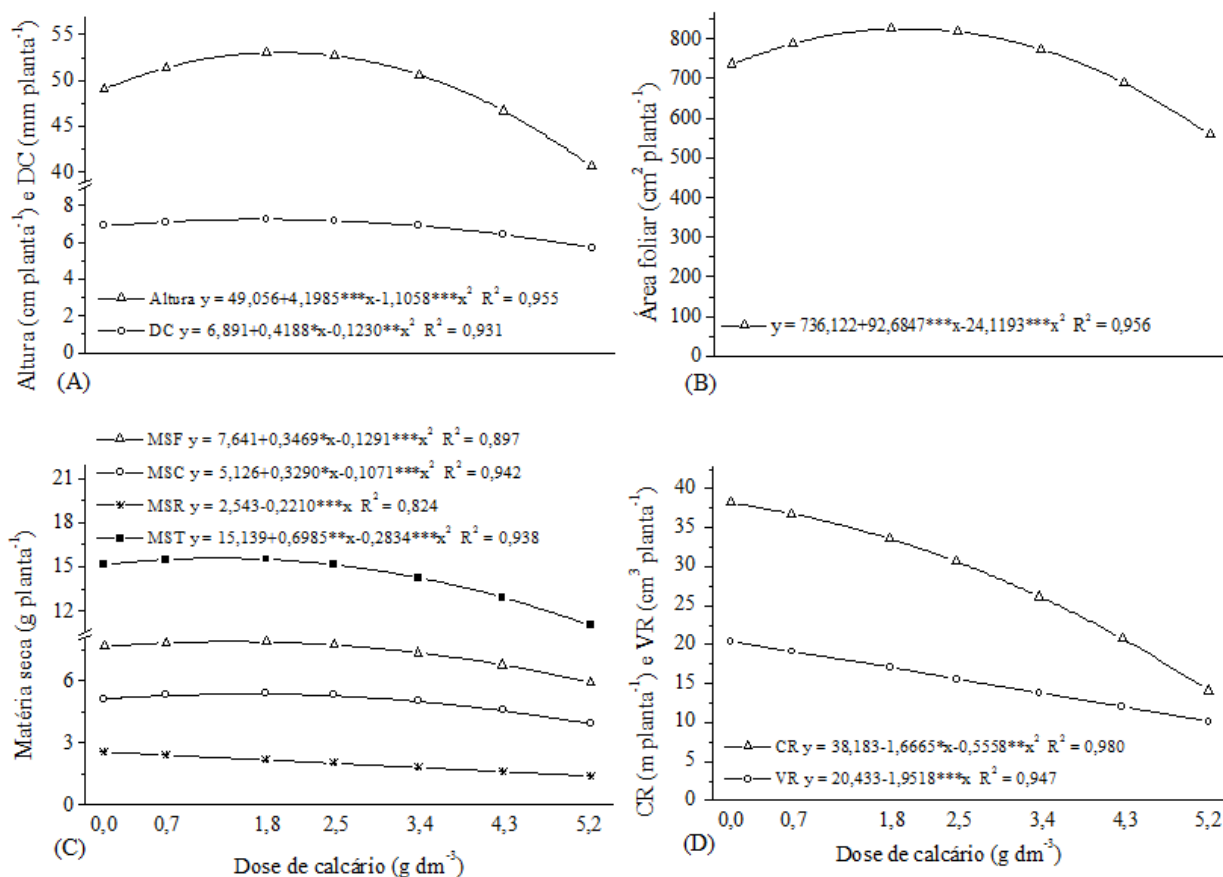 55
50
45
40
8
6
4
2
0
Altura (cm planta⁻¹) e DC (mm planta⁻¹)
Altura y = 49,056+4,1985***x-1,1058***x² R² = 0,955
DC y = 6,891+0,4188*x-0,1230**x² R² = 0,931
(A)
800
700
600
500
400
300
200
100
0
Área foliar (cm² planta⁻¹)
y = 736,122+92,6847***x-24,1193***x² R² = 0,956
(B)
MSF y = 7,641+0,3469*x-0,1291***x² R² = 0,897
MSC y = 5,126+0,3290*x-0,1071***x² R² = 0,942
MSR y = 2,543-0,2210***x R² = 0,824
MST y = 15,139+0,6985**x-0,2834***x² R² = 0,938
21
18
15
12
6
3
0
Matéria seca (g planta⁻¹)
0,0 0,7 1,8 2,5 3,4 4,3 5,2
(C)
Dose de calcário (g dm⁻³)
40
35
30
25
20
15
10
5
0
CR (m planta⁻¹) e VR (cm³ planta⁻¹)
CR y = 38,183-1,6665*x-0,5558**x² R² = 0,980
VR y = 20,433-1,9518***x R² = 0,947
0,0 0,7 1,8 2,5 3,4 4,3 5,2
(D)
Dose de calcário (g dm⁻³)